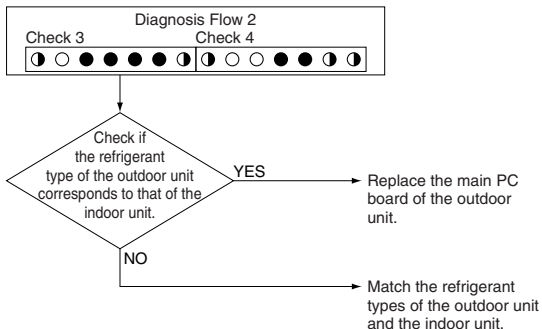 Diagnosis Flow 2
Check 3 Check 4
Check if
the refrigerant
type of the outdoor unit
corresponds to that of the
indoor unit.
YES
Replace the main PC
board of the outdoor
unit.
NO
Match the refrigerant
types of the outdoor unit
and the indoor unit.